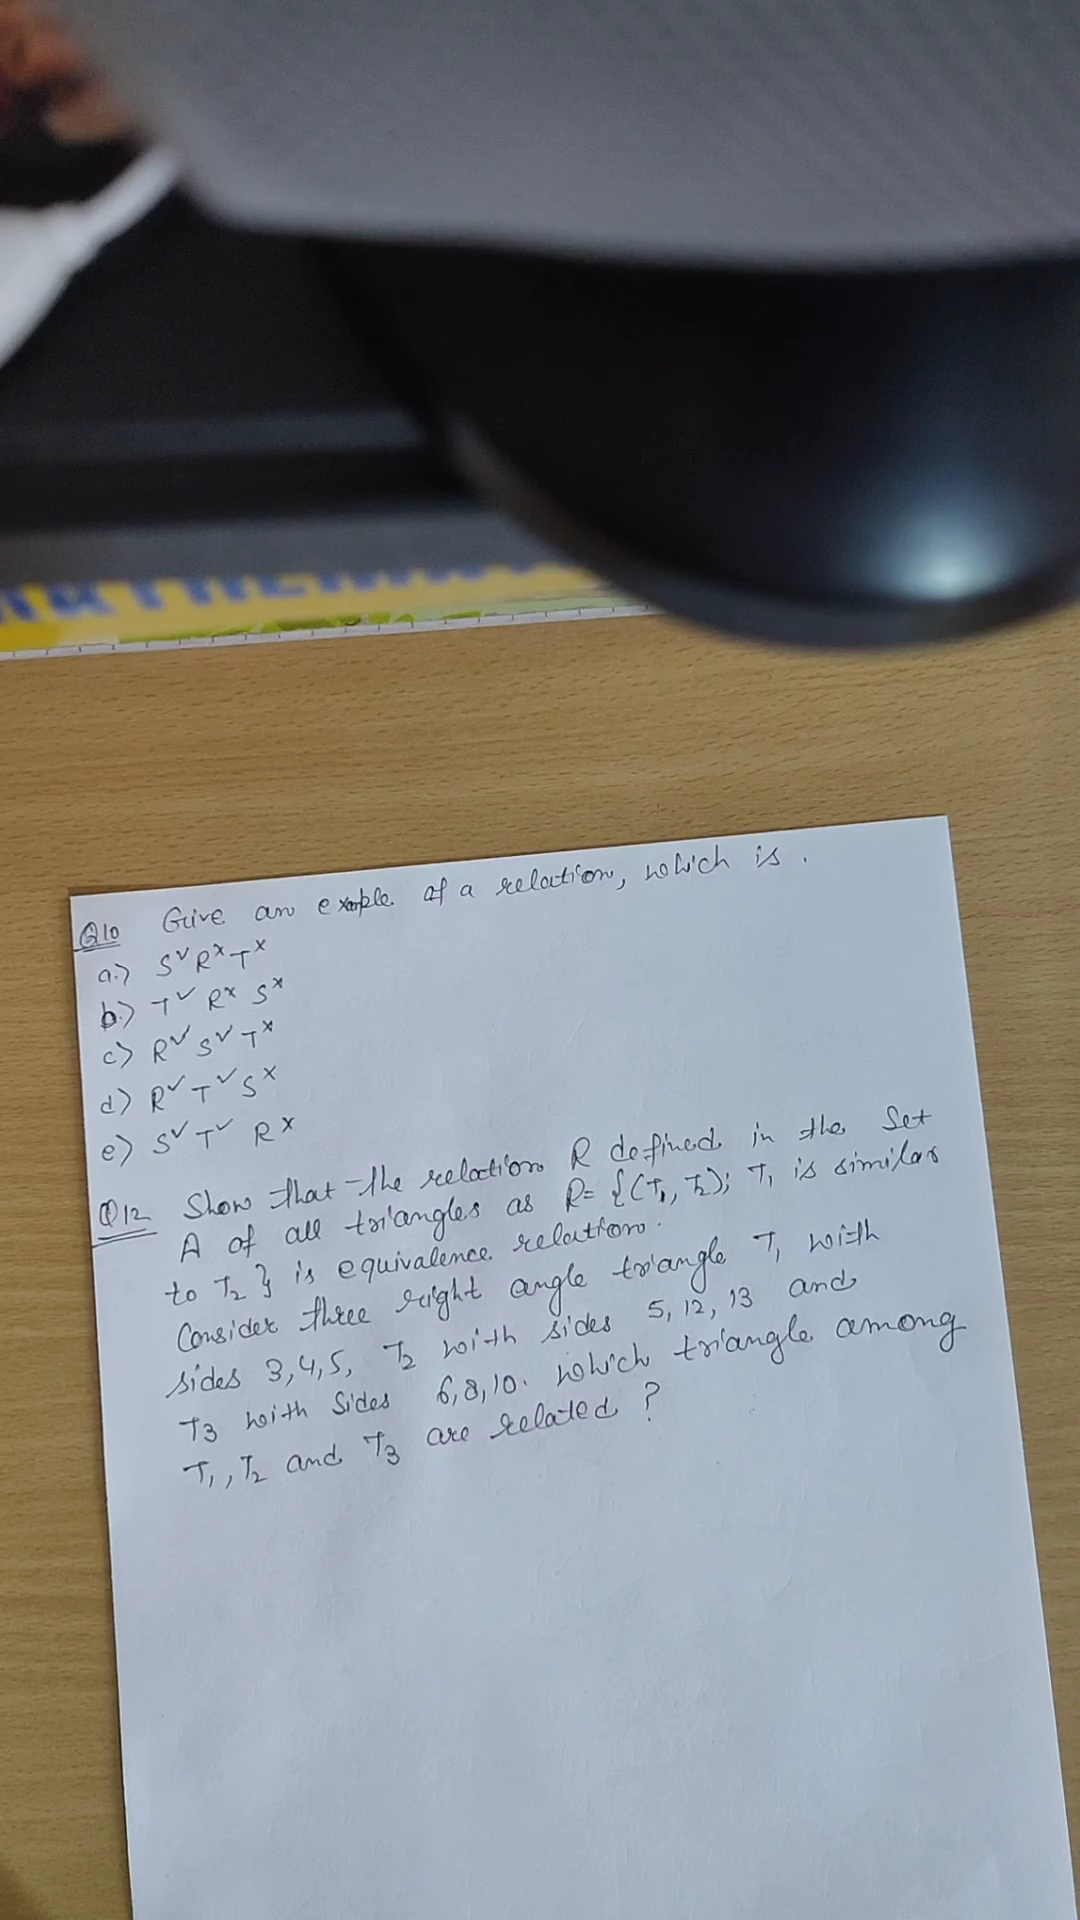 Q10 Give an example of a relation, which is.
a.) S✓ R× T×
b.) T✓ R× S×
c) R✓ S✓ T×
d) R✓ T✓ S×
e) S✓ T✓ R×
Q12 Show that the relation R defined in the Set
A of all triangles as R= {(T₁, T₂); T₁ is similar
to T₂} is equivalence relation.
Consider three right angle triangle T₁ with
sides 3,4,5, T₂ with sides 5,12,13 and
T₃ with Sides 6,8,10. which triangle among
T₁, T₂ and T₃ are related ?